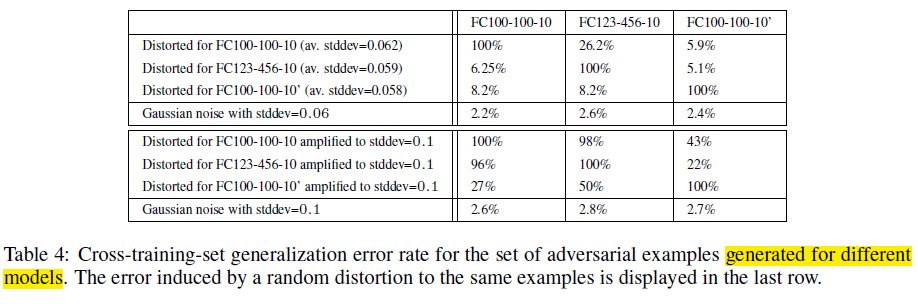 FC100-100-10 FC123-456-10 FC100-100-10’
Distorted for FC100-100-10 (av. stddev=0.062) 100% 26.2% 5.9%
Distorted for FC123-456-10 (av. stddev=0.059) 6.25% 100% 5.1%
Distorted for FC100-100-10’ (av. stddev=0.058) 8.2% 8.2% 100%
Gaussian noise with stddev=0.06 2.2% 2.6% 2.4%
Distorted for FC100-100-10 amplified to stddev=0.1 100% 98% 43%
Distorted for FC123-456-10 amplified to stddev=0.1 96% 100% 22%
Distorted for FC100-100-10’ amplified to stddev=0.1 27% 50% 100%
Gaussian noise with stddev=0.1 2.6% 2.8% 2.7%
Table 4: Cross-training-set generalization error rate for the set of adversarial examples generated for different
models. The error induced by a random distortion to the same examples is displayed in the last row.